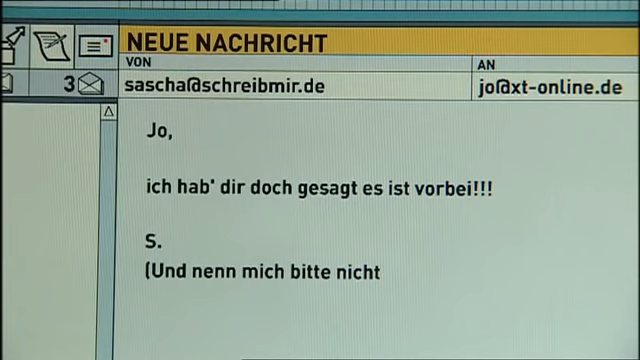 NEUE NACHRICHT
VON
AN
3
sascha@schreibmir.de
jo@xt-online.de
Jo,
ich hab' dir doch gesagt es ist vorbei!!!
S.
(Und nenn mich bitte nicht